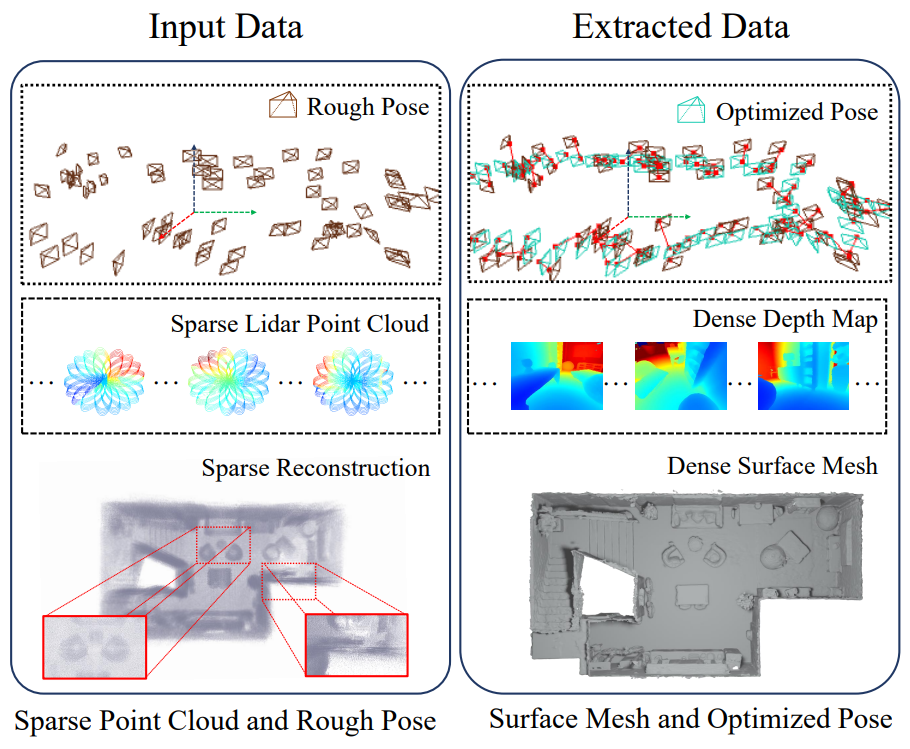 Input Data
Extracted Data
Rough Pose
Optimized Pose
Sparse Lidar Point Cloud
Dense Depth Map
... ... ... ...
... ... ... ...
Sparse Reconstruction
Dense Surface Mesh
Sparse Point Cloud and Rough Pose
Surface Mesh and Optimized Pose